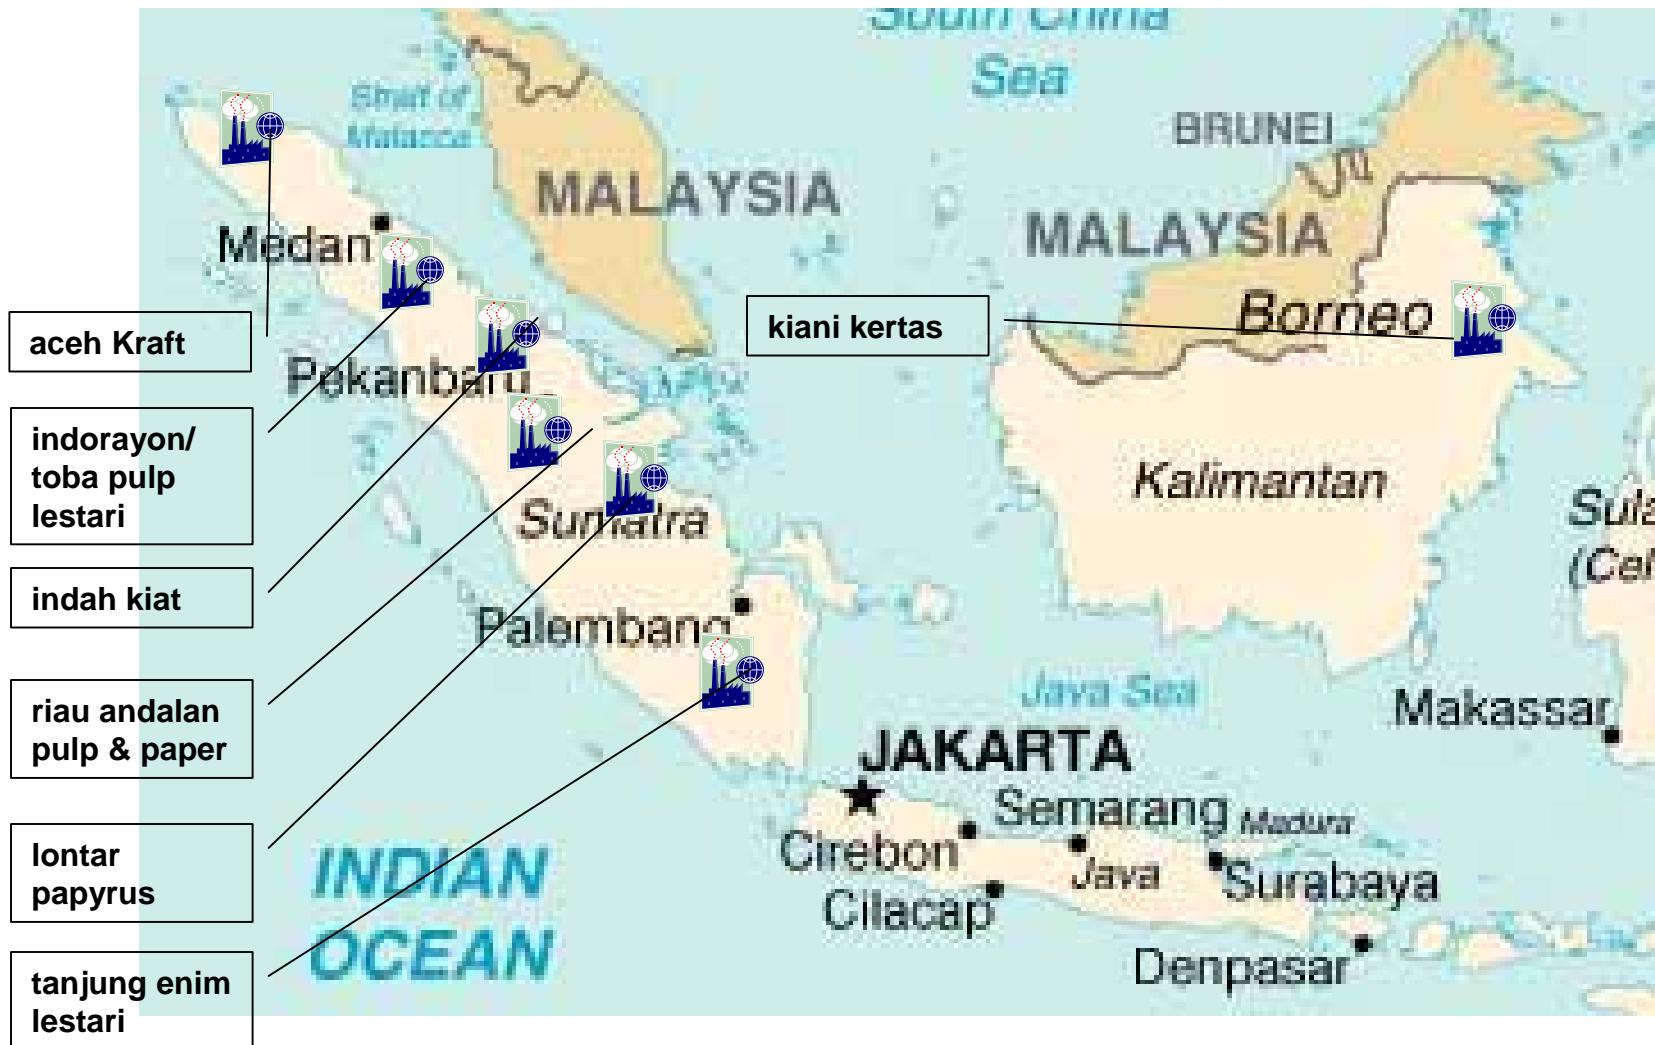 South China
Sea
Strait of
Malacca
BRUNEI
MALAYSIA
MALAYSIA
Medan
aceh Kraft
kiani kertas
Borneo
Pekanbaru
indorayon/
toba pulp
lestari
Kalimantan
Sumatra
Sula
(Cel
indah kiat
Palembang
riau andalan
pulp & paper
Java Sea
Makassar
JAKARTA
Semarang
Madura
Cirebon
Java
Surabaya
Cilacap
lontar
papyrus
INDIAN
OCEAN
Denpasar
tanjung enim
lestari